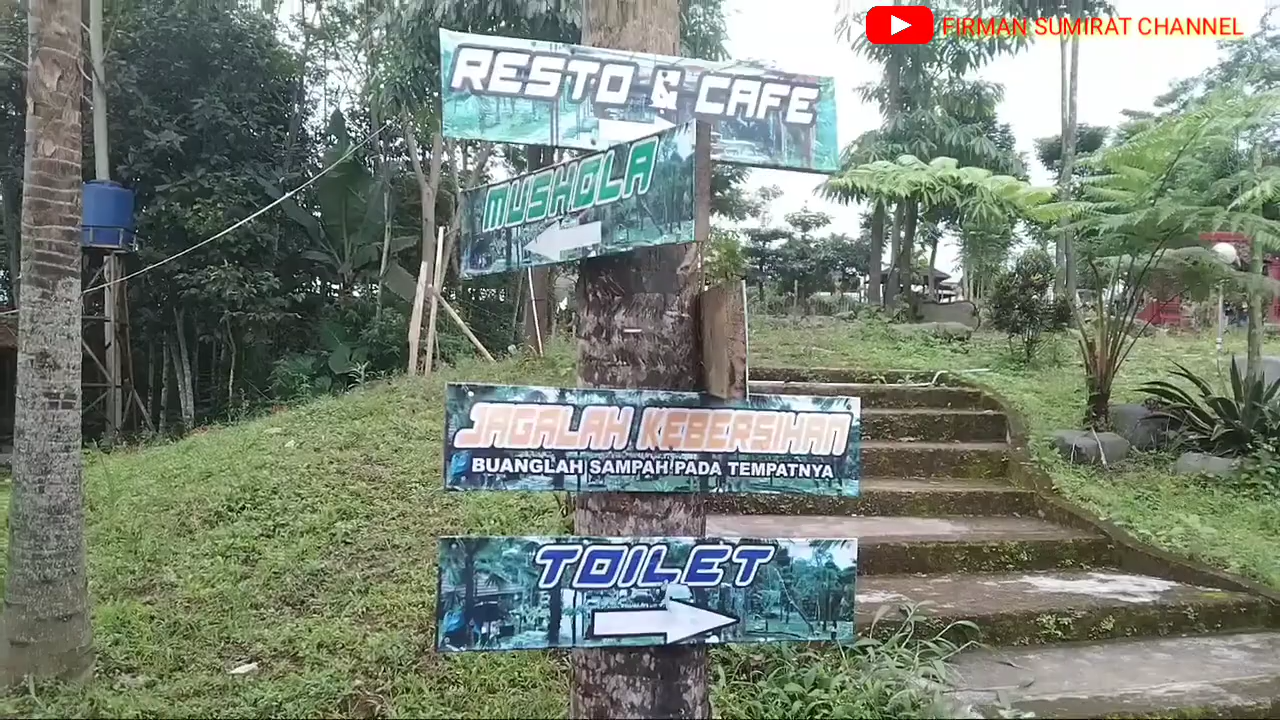 FIRMAN SUMIRAT CHANNEL
RESTO & CAFE
MUSHOLA
JAGALAH KEBERSIHAN
BUANGLAH SAMPAH PADA TEMPATNYA
TOILET